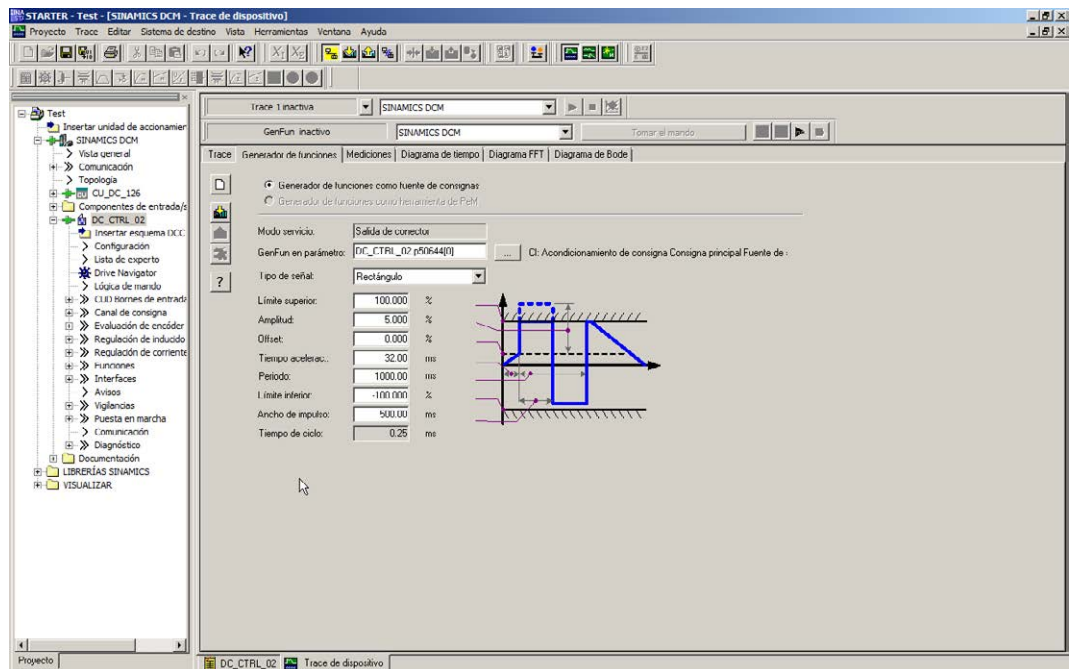 STARTER - Test - [SINAMICS DCM - Trace de dispositivo]
Proyecto Trace Editar Sistema de destino Vista Herramientas Ventana Ayuda
Trace 1 inactiva
SINAMICS DCM
GenFun inactivo
SINAMICS DCM
Tomar el mando
Test
Insertar unidad de accionamier
SINAMICS DCM
Vista general
Comunicación
Topología
CU_DC_126
Componentes de entrada/s
DC_CTRL_02
Insertar esquema DCC
Configuración
Lista de experto
Drive Navigator
Lógica de mando
CUD Bornes de entrada
Canal de consigna
Evaluación de encóder
Regulación de inducido
Regulación de corriente
Funciones
Interfaces
Avisos
Vigilancias
Puesta en marcha
Comunicación
Diagnóstico
Documentación
LIBRERÍAS SINAMICS
VISUALIZAR
Proyecto
Trace Generador de funciones Mediciones Diagrama de tiempo Diagrama FFT Diagrama de Bode
Generador de funciones como fuente de consignas
Generador de funciones como herramienta de PeM
Modo servicio: Salida de conector
GenFun en parámetro: DC_CTRL_02.p50644[0] ... CI: Acondicionamiento de consigna Consigna principal Fuente de :
Tipo de señal: Rectángulo
Límite superior: 100.000 %
Amplitud: 5.000 %
Offset: 0.000 %
Tiempo acelerac.: 32.00 ms
Periodo: 1000.00 ms
Límite inferior: -100.000 %
Ancho de impulso: 500.00 ms
Tiempo de ciclo: 0.25 ms
DC_CTRL_02 Trace de dispositivo